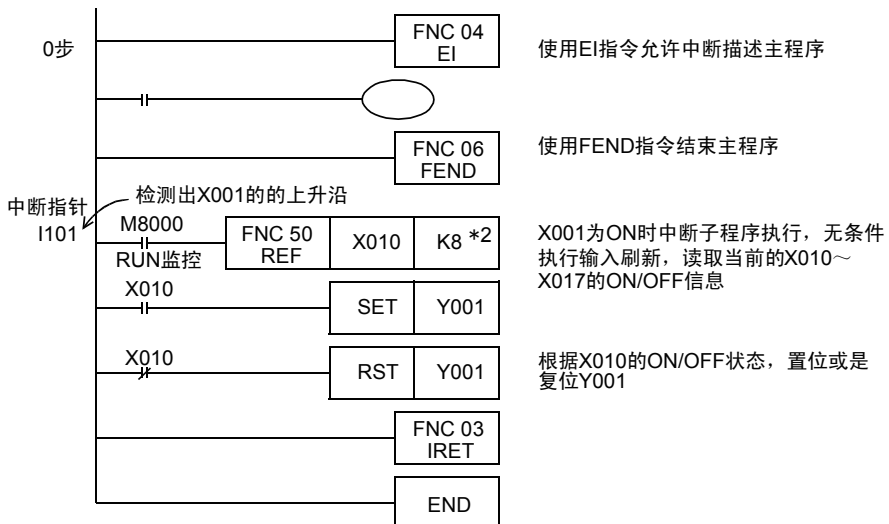 FNC 04
EI
0步
使用EI指令允许中断描述主程序
FNC 06
FEND
使用FEND指令结束主程序
检测出X001的的上升沿
中断指针
I101
M8000
RUN监控
FNC 50
REF
X010
K8 *2
X001为ON时中断子程序执行，无条件
执行输入刷新，读取当前的X010～
X017的ON/OFF信息
X010
SET
Y001
X010
RST
Y001
根据X010的ON/OFF状态，置位或是
复位Y001
FNC 03
IRET
END